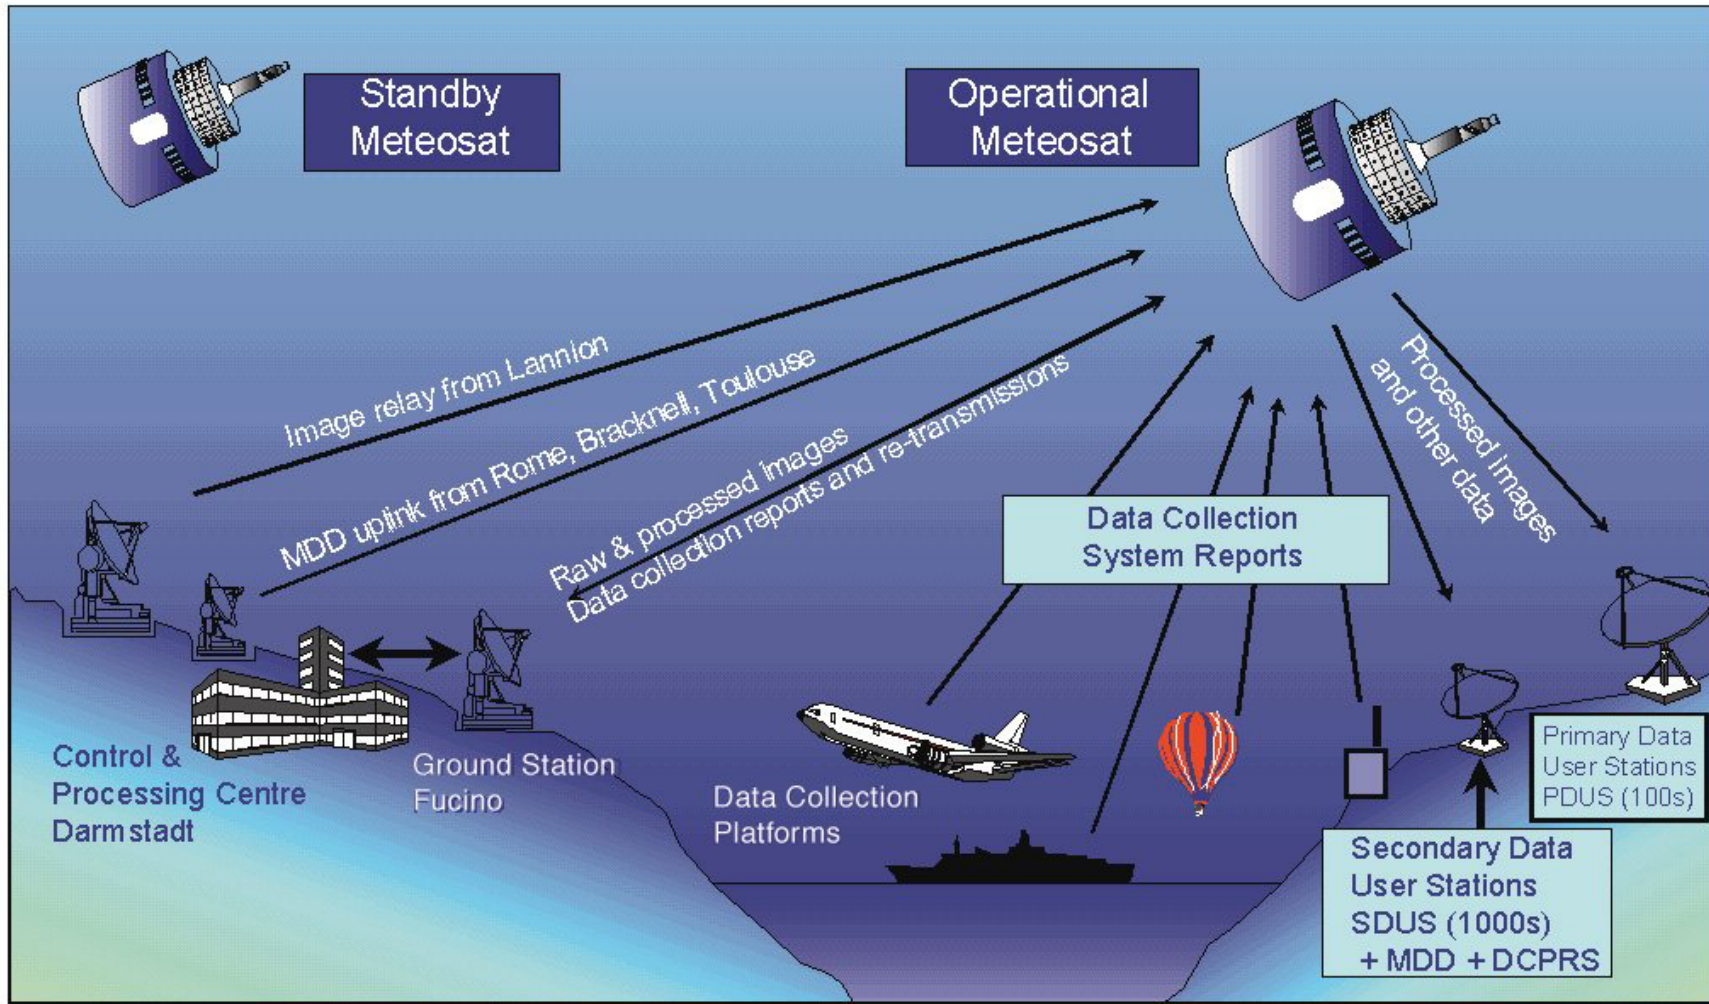 Standby
Meteosat
Operational
Meteosat
Image relay from Lannion
MDD uplink from Rome, Bracknell, Toulouse
Raw & processed images
Data collection reports and re-transmissions
Processed images
and other data
Data Collection
System Reports
Control &
Processing Centre
Darmstadt
Ground Station
Fucino
Data Collection
Platforms
Primary Data
User Stations
PDUS (100s)
Secondary Data
User Stations
SDUS (1000s)
+ MDD + DCPRS